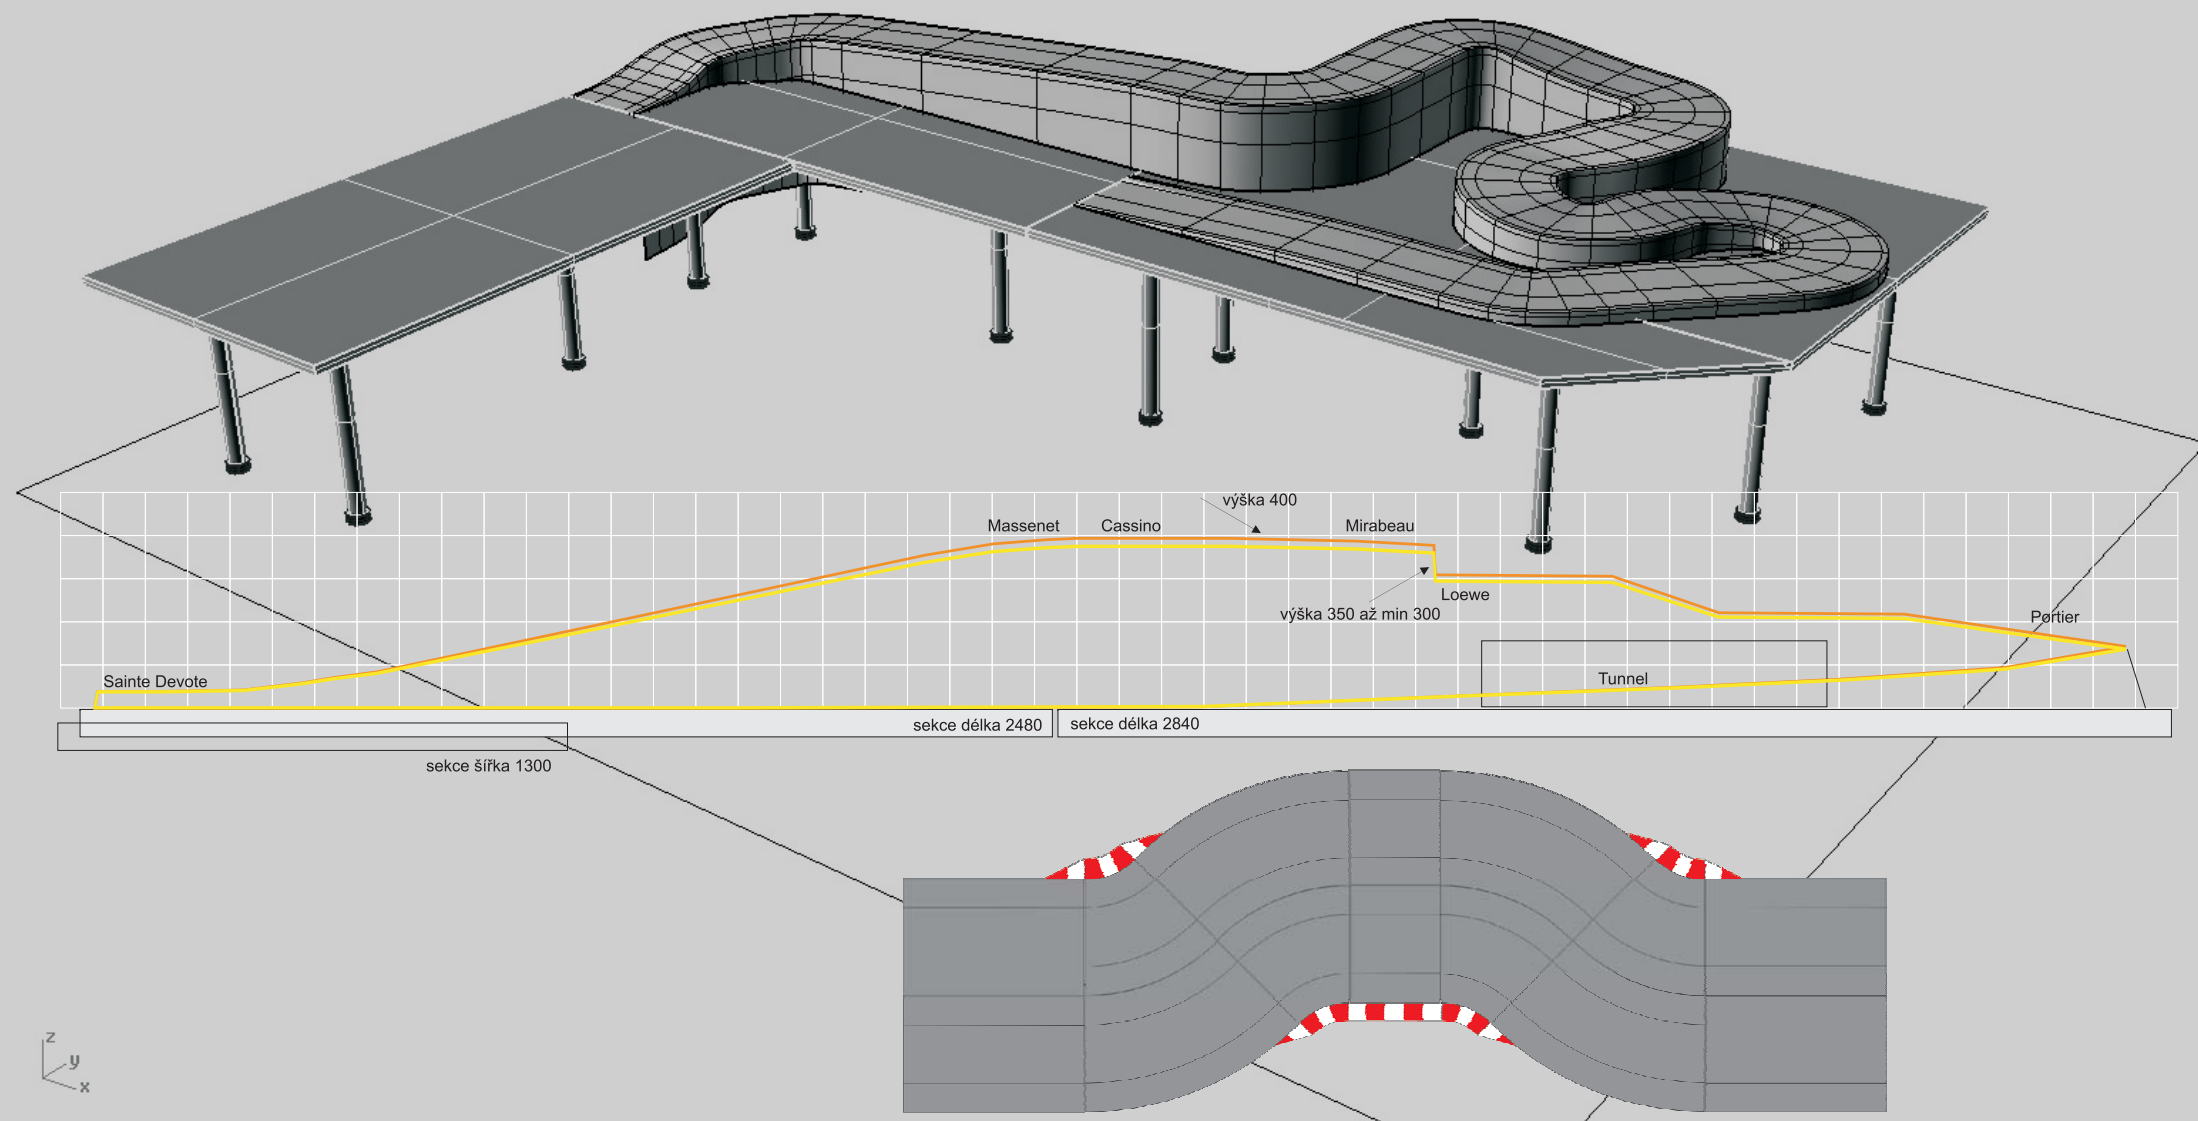 výška 400
Massenet
Cassino
Mirabeau
Loewe
výška 350 až min 300
Portier
Sainte Devote
Tunnel
sekce délka 2480
sekce délka 2840
sekce šířka 1300
z
y
x